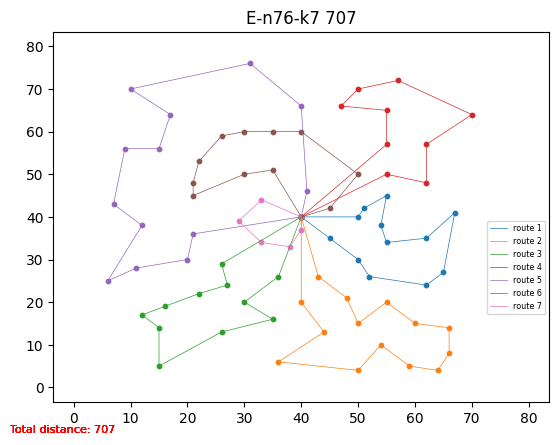 E-n76-k7 707
80
70
60
50
40
30
20
10
0
route 1
route 2
route 3
route 4
route 5
route 6
route 7
0 10 20 30 40 50 60 70 80
Total distance: 707